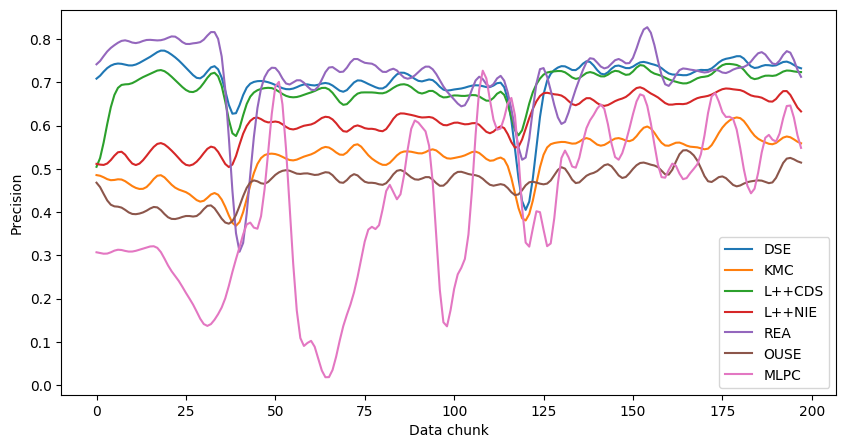 Precision
0.8
0.7
0.6
0.5
0.4
0.3
0.2
0.1
0.0
0 25 50 75 100 125 150 175 200
Data chunk
DSE
KMC
L++CDS
L++NIE
REA
OUSE
MLPC